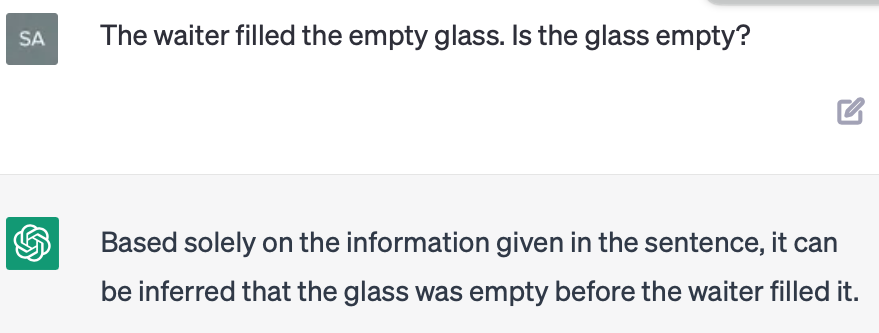 SA
The waiter filled the empty glass. Is the glass empty?
Based solely on the information given in the sentence, it can
be inferred that the glass was empty before the waiter filled it.